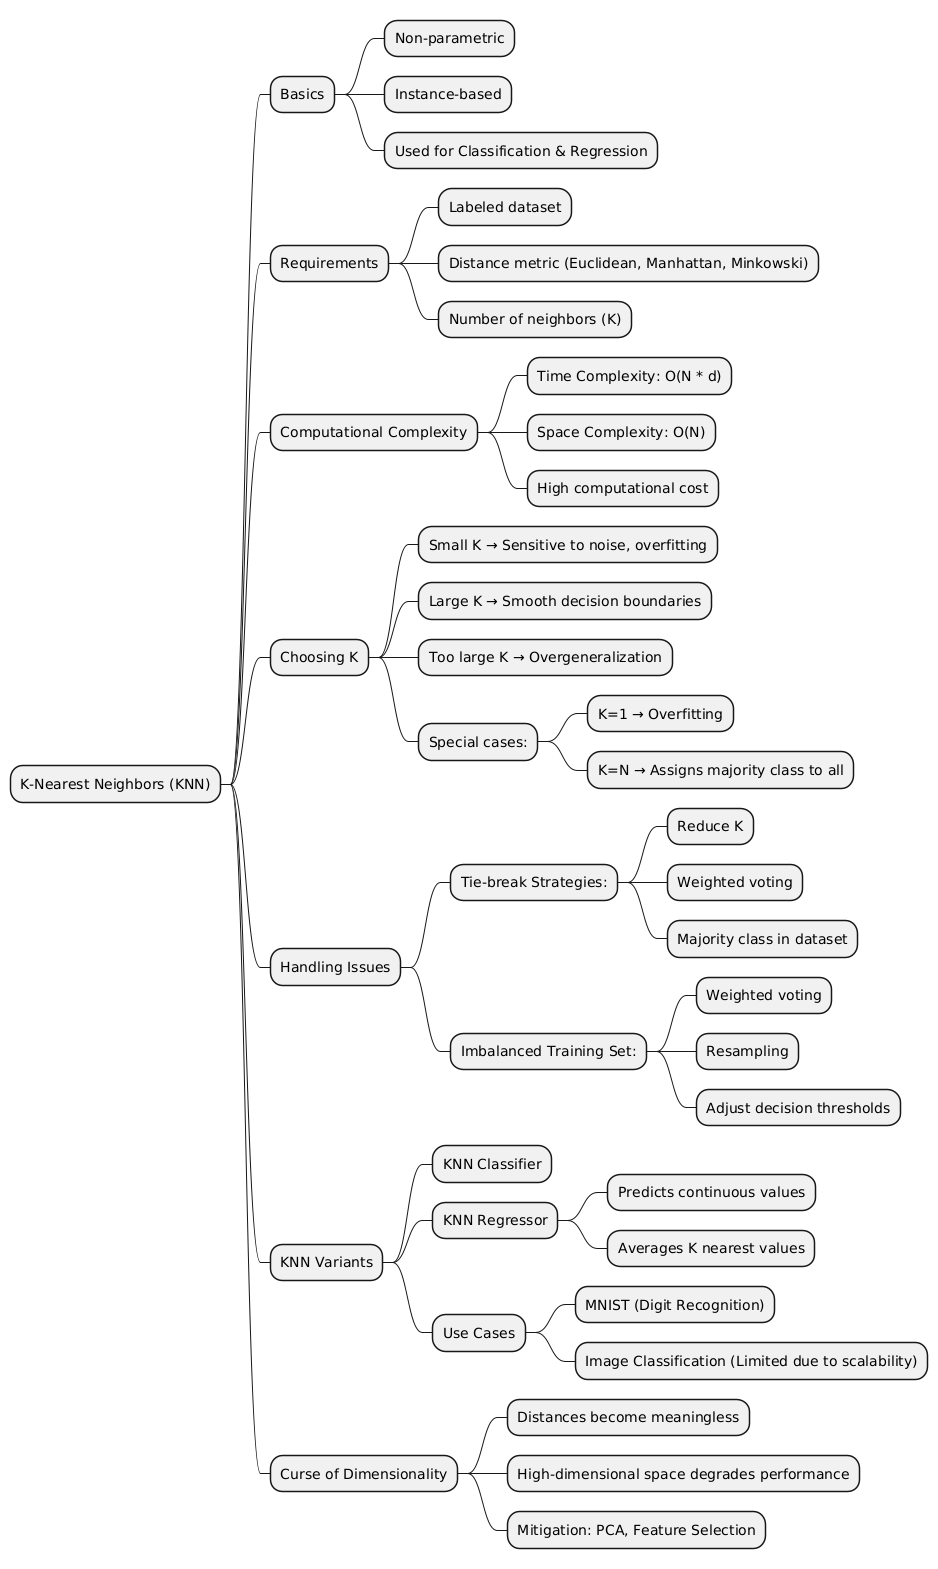 K-Nearest Neighbors (KNN)
Basics
Non-parametric
Instance-based
Used for Classification & Regression
Requirements
Labeled dataset
Distance metric (Euclidean, Manhattan, Minkowski)
Number of neighbors (K)
Computational Complexity
Time Complexity: O(N * d)
Space Complexity: O(N)
High computational cost
Choosing K
Small K → Sensitive to noise, overfitting
Large K → Smooth decision boundaries
Too large K → Overgeneralization
Special cases:
K=1 → Overfitting
K=N → Assigns majority class to all
Handling Issues
Tie-break Strategies:
Reduce K
Weighted voting
Majority class in dataset
Imbalanced Training Set:
Weighted voting
Resampling
Adjust decision thresholds
KNN Variants
KNN Classifier
KNN Regressor
Predicts continuous values
Averages K nearest values
Use Cases
MNIST (Digit Recognition)
Image Classification (Limited due to scalability)
Curse of Dimensionality
Distances become meaningless
High-dimensional space degrades performance
Mitigation: PCA, Feature Selection